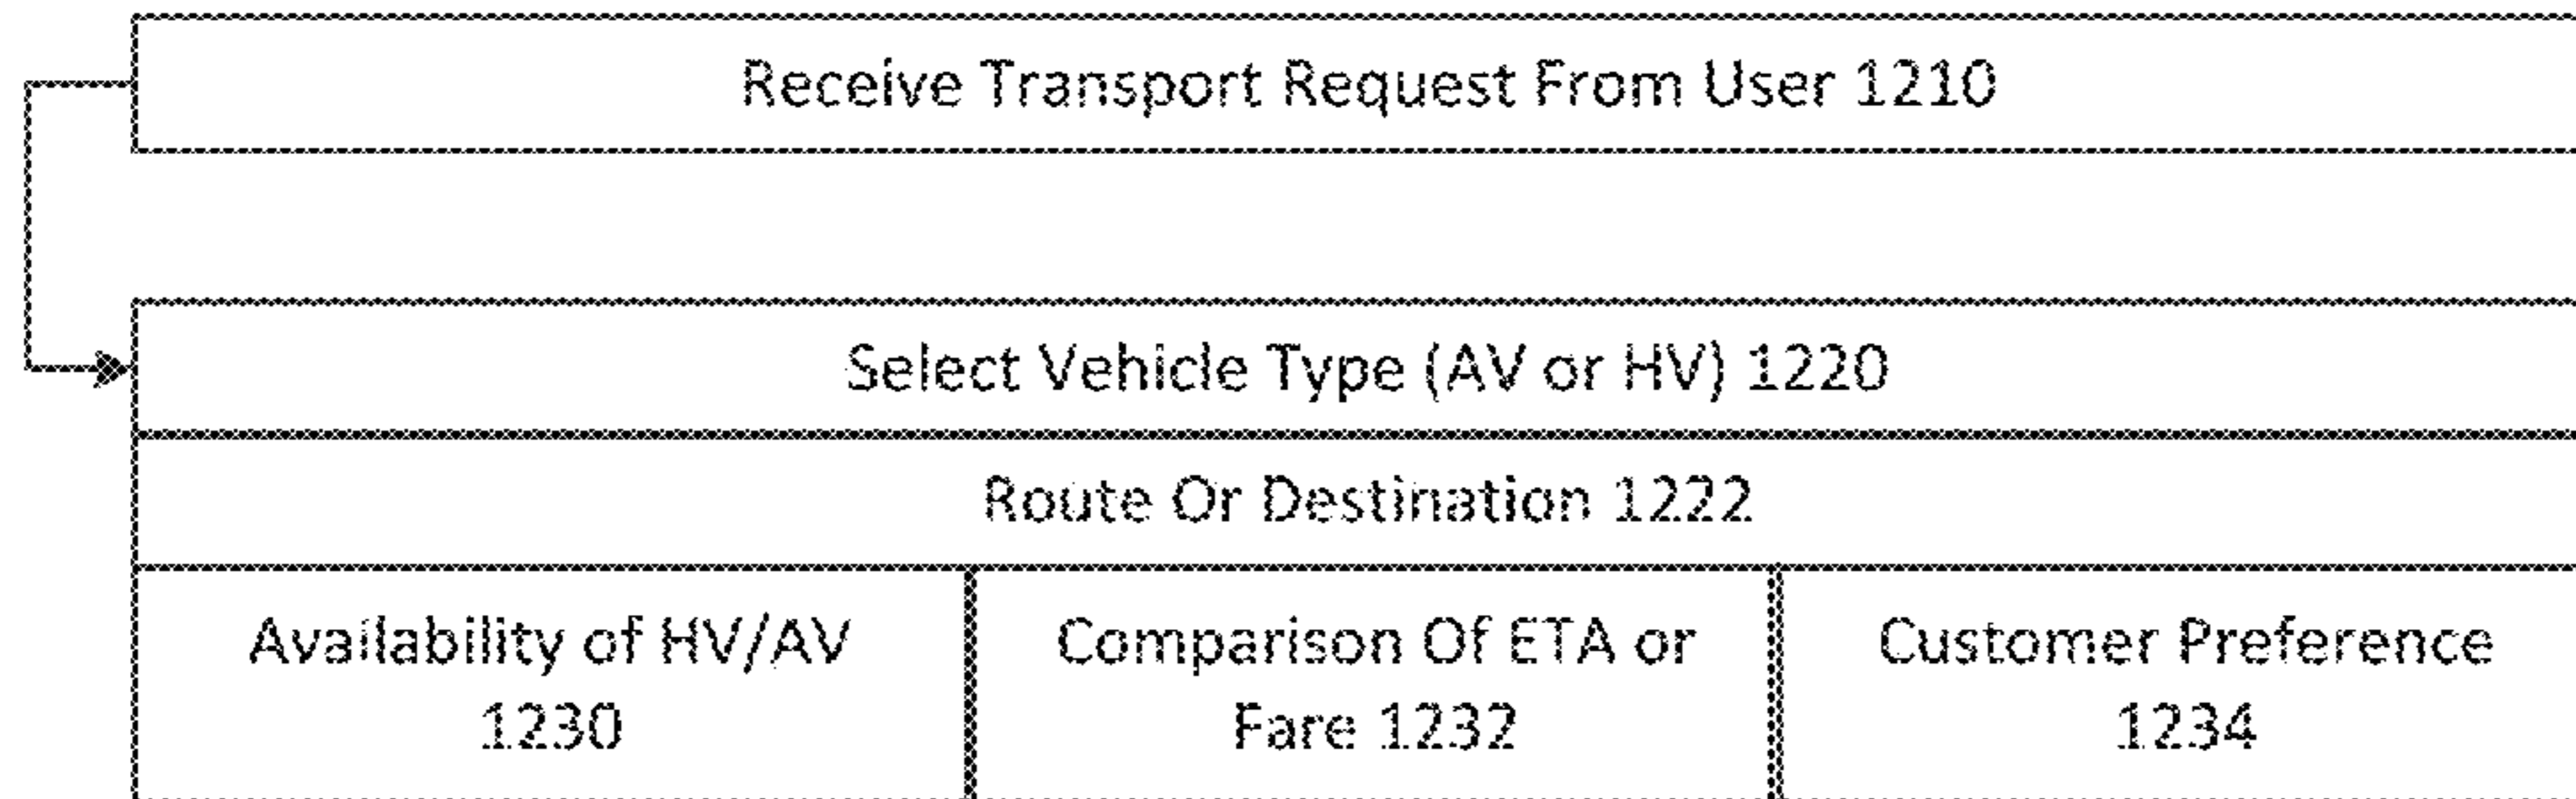 Receive Transport Request From User 1210
Select Vehicle Type (AV or HV) 1220
Route Or Destination 1222
Availability of HV/AV
1230
Comparison Of ETA or
Fare 1232
Customer Preference
1234